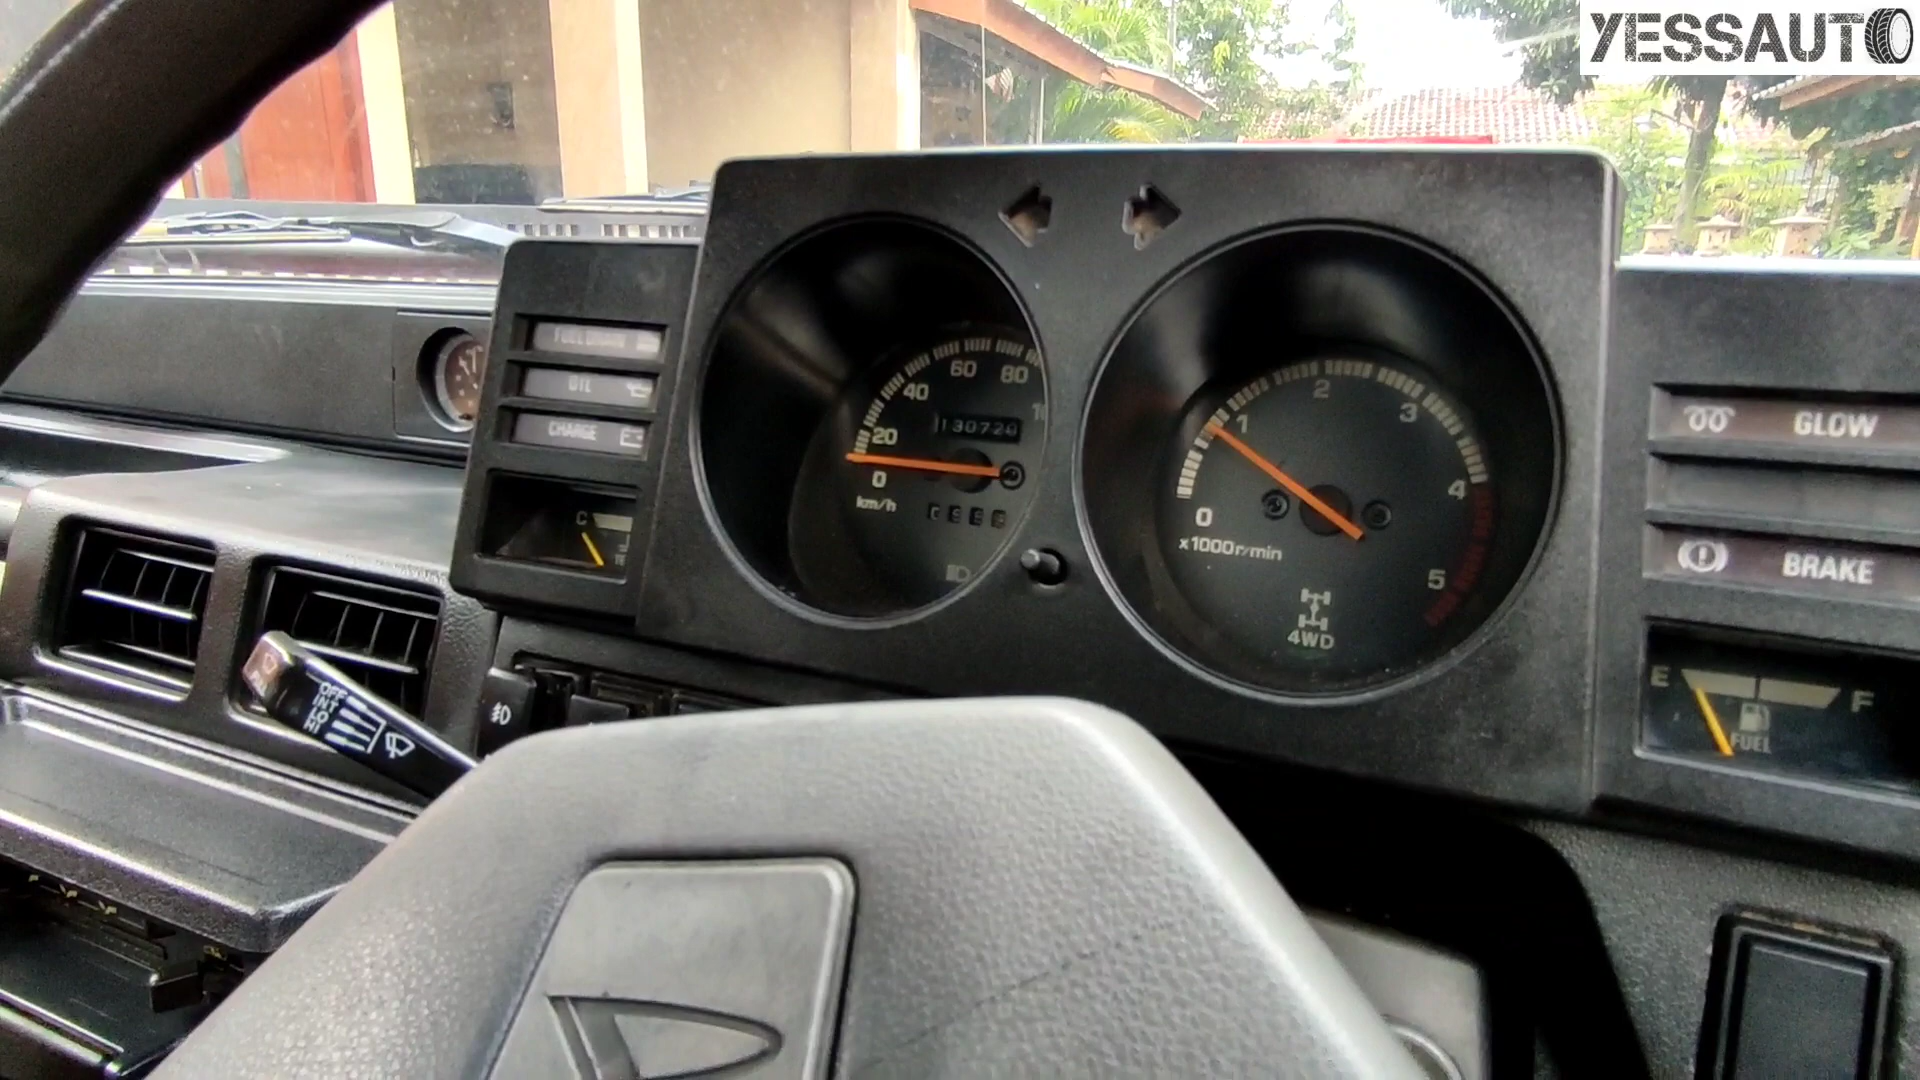 YESSAUTO
FUEL DRAIN
OIL
CHARGE
C
20
40
60
80
130720
0
km/h
0
1
2
3
4
5
x1000r/min
4WD
GLOW
BRAKE
E
F
FUEL
OFF
INT
LO
HI